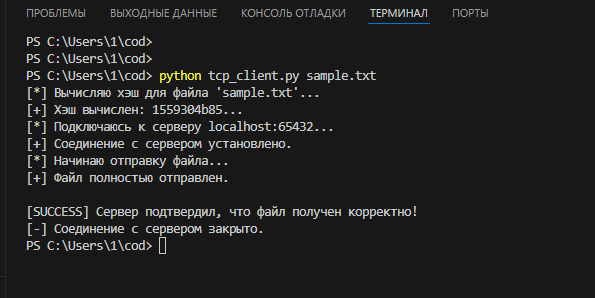 ПРОБЛЕМЫ ВЫХОДНЫЕ ДАННЫЕ КОНСОЛЬ ОТЛАДКИ ТЕРМИНАЛ ПОРТЫ
PS C:\Users\1\cod>
PS C:\Users\1\cod>
PS C:\Users\1\cod> python tcp_client.py sample.txt
[*] Вычисляю хэш для файла 'sample.txt'...
[+] Хэш вычислен: 1559304b85...
[*] Подключаюсь к серверу localhost:65432...
[+] Соединение с сервером установлено.
[*] Начинаю отправку файла...
[+] Файл полностью отправлен.
[SUCCESS] Сервер подтвердил, что файл получен корректно!
[-] Соединение с сервером закрыто.
PS C:\Users\1\cod>